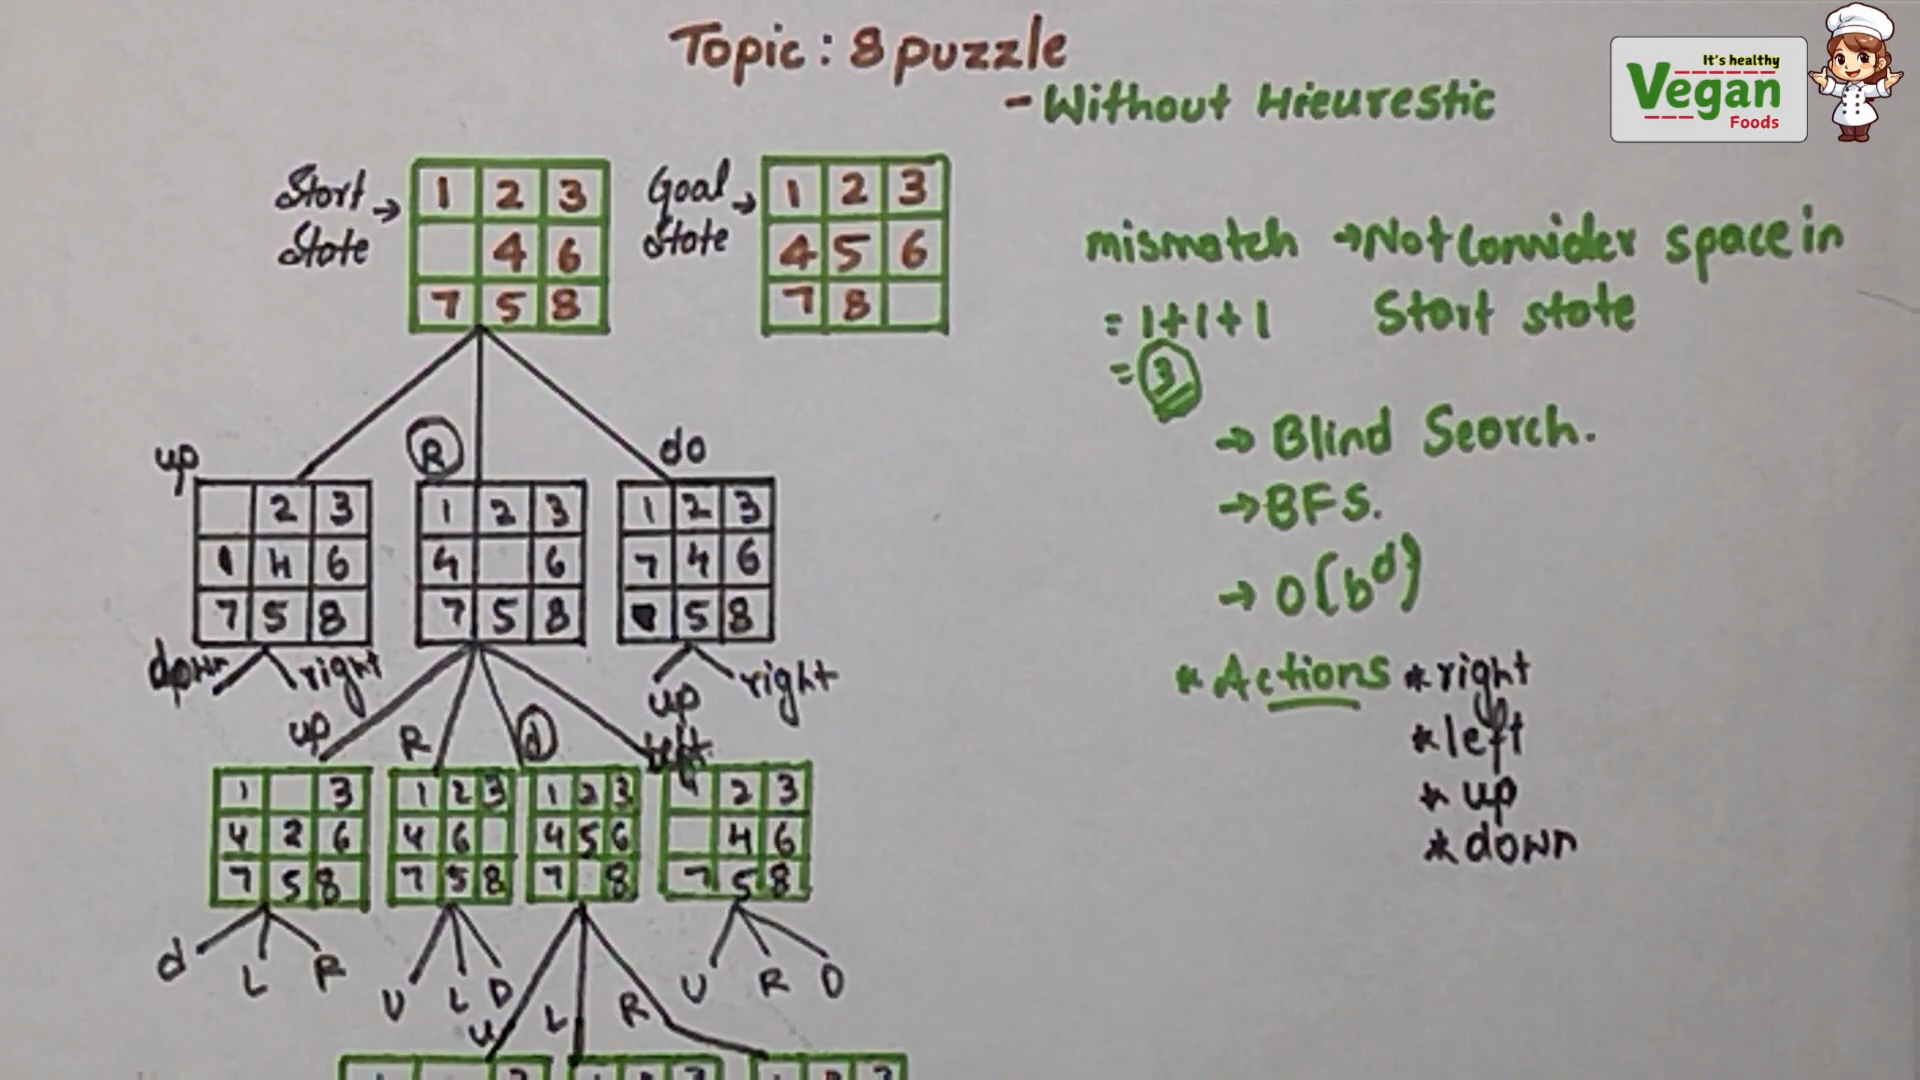 Topic : 8 puzzle
- Without Hieurestic
It's healthy
Vegan
Foods
Start State →
1 2 3
4 6
7 5 8
Goal State →
1 2 3
4 5 6
7 8
mismatch → Not Consider space in
= 1+1+1 Start state
= 3
→ Blind Search.
→ BFS.
→ O(b^d)
* Actions * right
* left
* up
* down
up
R
do
2 3
1 4 6
7 5 8
1 2 3
4 6
7 5 8
1 2 3
7 4 6
5 8
down right
up right
up R d left
1 3
4 2 6
7 5 8
1 2 3
4 6
7 5 8
1 2 3
4 5 6
7 8
2 3
4 6
7 5 8
d L R
U L D
U L R
U R D